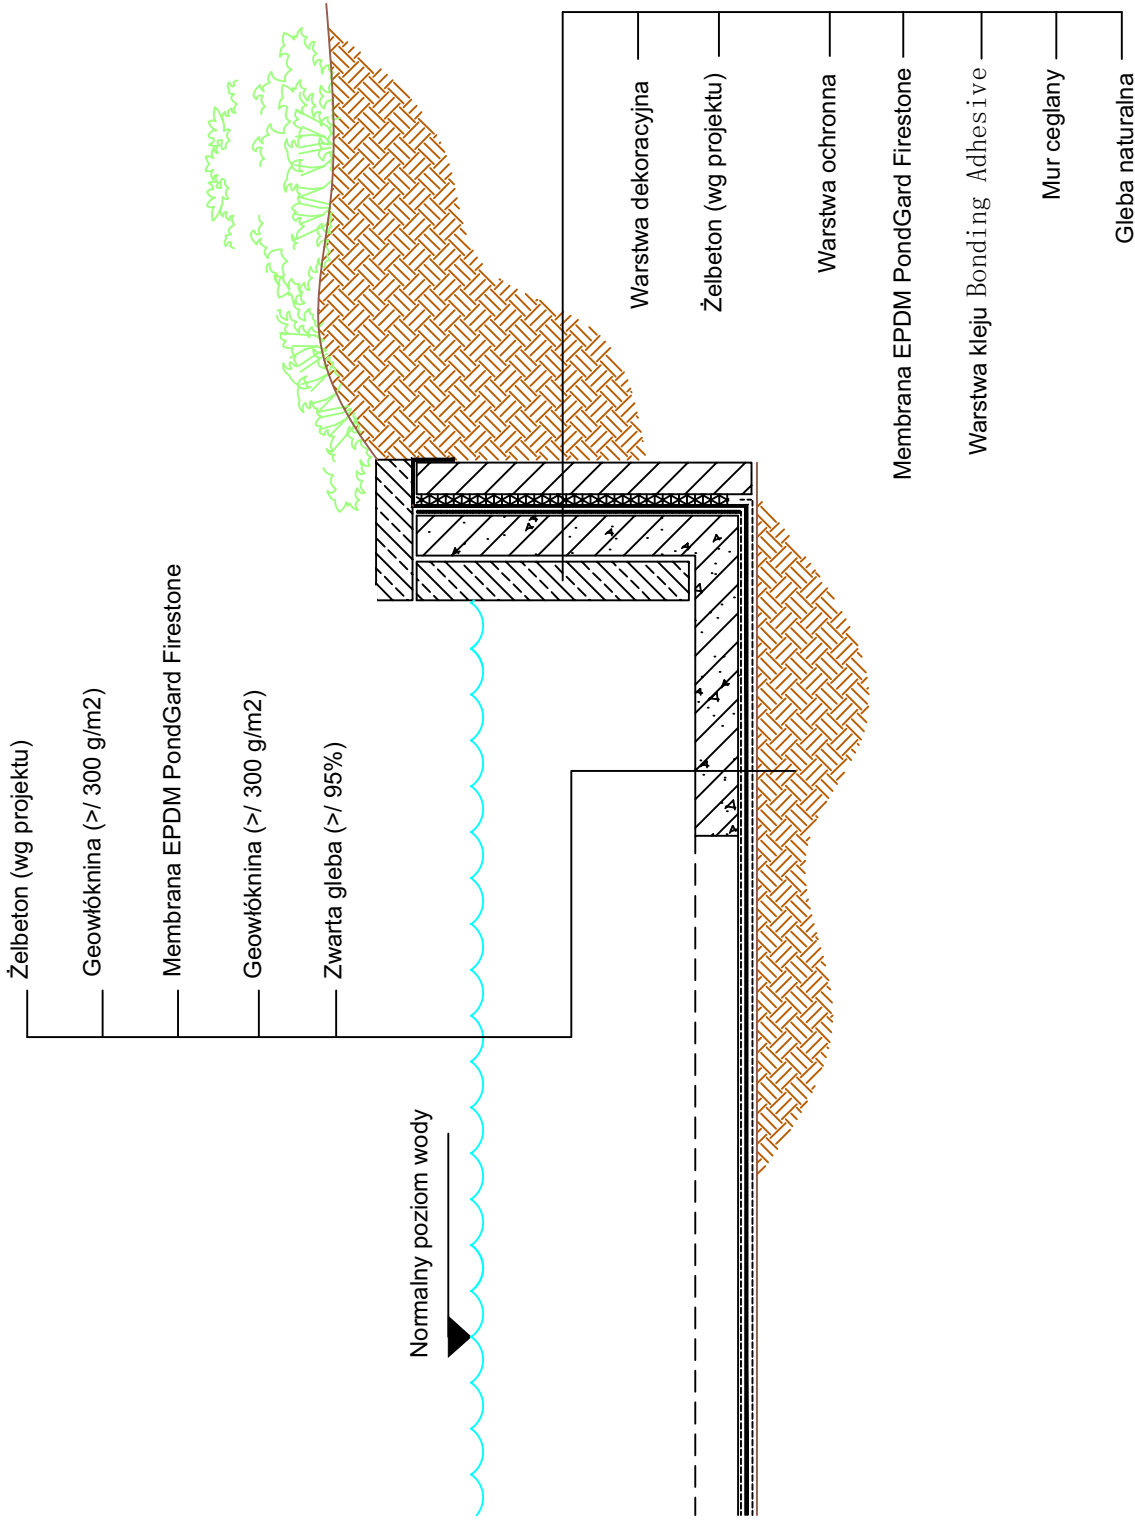 Żelbeton (wg projektu)
Geowłóknina (>/ 300 g/m2)
Membrana EPDM PondGard Firestone
Geowłóknina (>/ 300 g/m2)
Zwarta gleba (>/ 95%)
Normalny poziom wody
Warstwa dekoracyjna
Żelbeton (wg projektu)
Warstwa ochronna
Membrana EPDM PondGard Firestone
Warstwa kleju Bonding Adhesive
Mur ceglany
Gleba naturalna